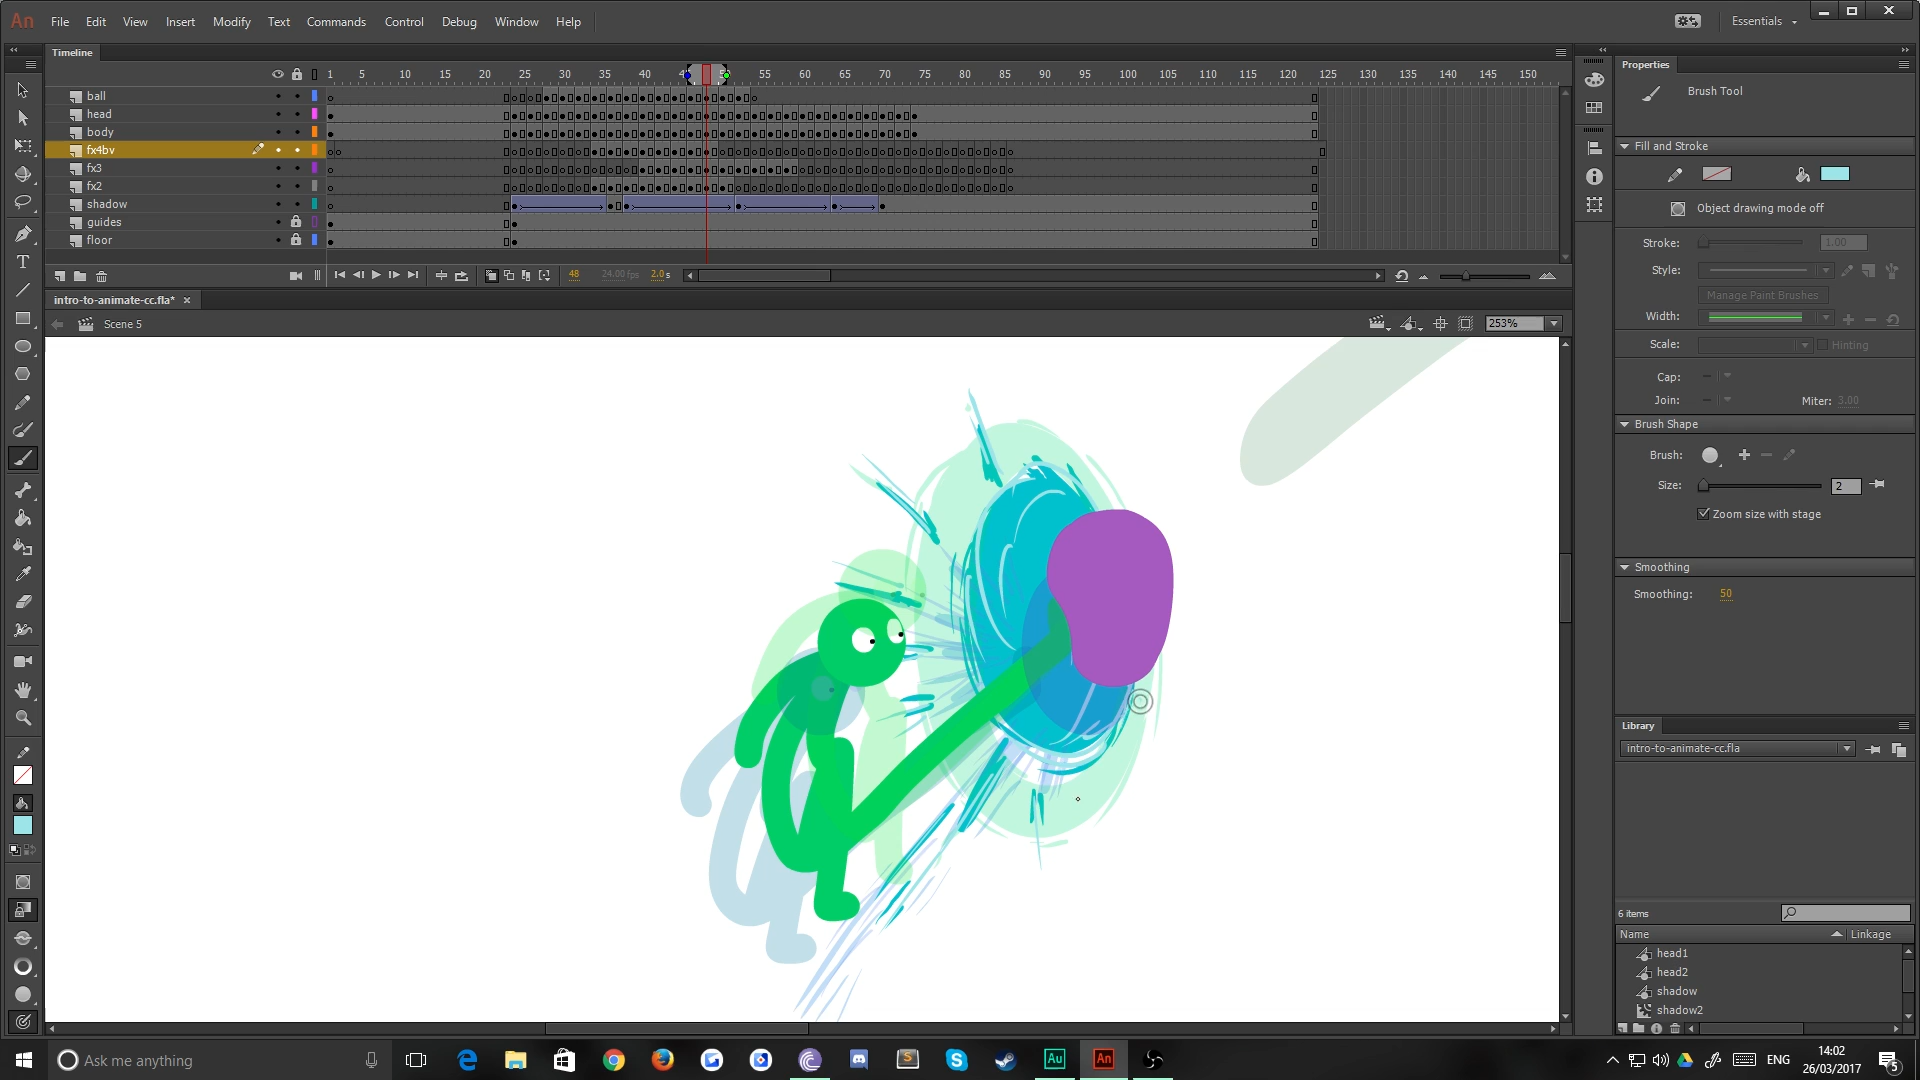 An File Edit View Insert Modify Text Commands Control Debug Window Help Essentials
Timeline
1 5 10 15 20 25 30 35 40 4 5 55 60 65 70 75 80 85 90 95 100 105 110 115 120 125 130 135 140 145 150
ball
head
body
fx4bv
fx3
fx2
shadow
guides
floor
48 24.00 fps 2.0 s
intro-to-animate-cc.fla*
Scene 5
253%
Properties
Brush Tool
Fill and Stroke
Object drawing mode off
Stroke: 1.00
Style:
Manage Paint Brushes
Width:
Scale: Hinting
Cap:
Join: Miter: 3.00
Brush Shape
Brush:
Size: 2
Zoom size with stage
Smoothing
Smoothing: 50
Library
intro-to-animate-cc.fla
6 items
Name Linkage
head1
head2
shadow
shadow2
Ask me anything
Au An
ENG
14:02
26/03/2017
5